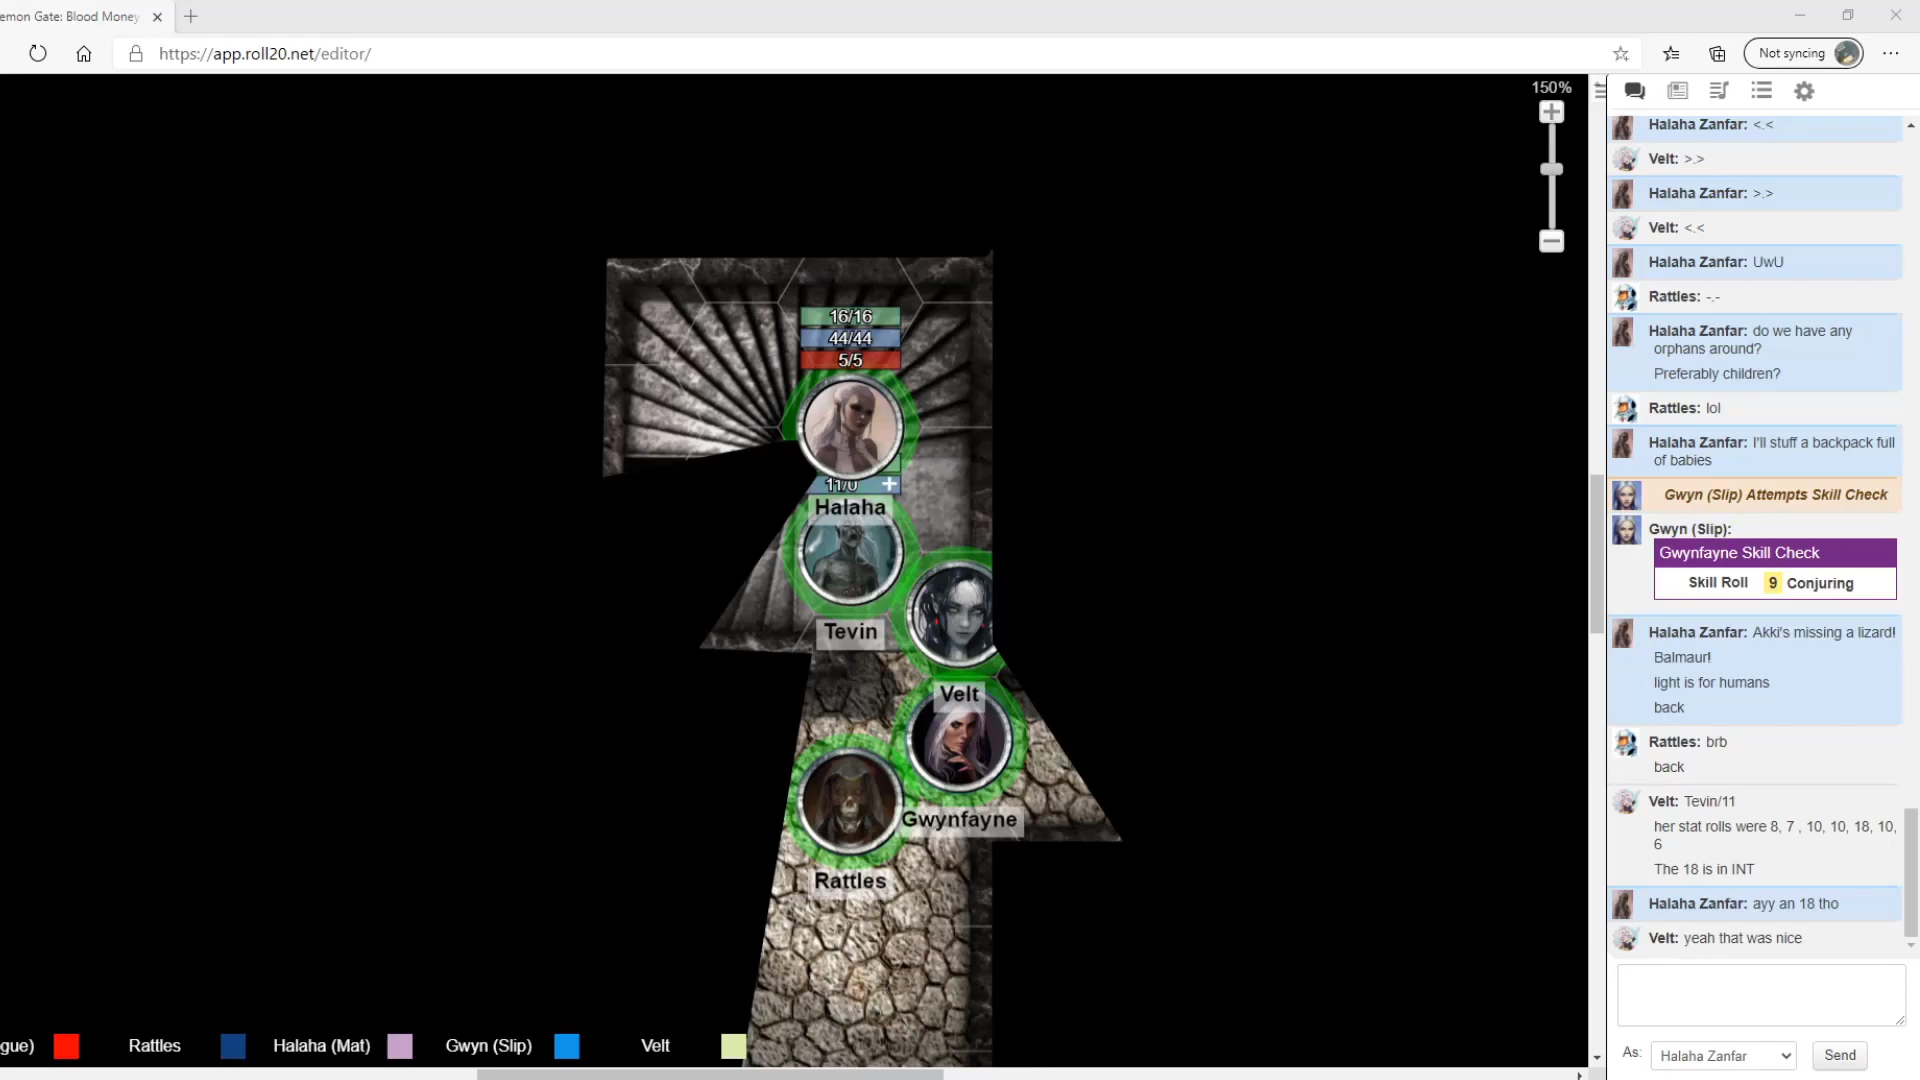 emon Gate: Blood Money
https://app.roll20.net/editor/
Not syncing
150%
16/16
44/44
5/5
11/0
Halaha
Tevin
Velt
Gwynfayne
Rattles
gue)
Rattles
Halaha (Mat)
Gwyn (Slip)
Velt
Halaha Zanfar: <.<
Velt: >.>
Halaha Zanfar: >.>
Velt: <.<
Halaha Zanfar: UwU
Rattles: -.-
Halaha Zanfar: do we have any
orphans around?
Preferably children?
Rattles: lol
Halaha Zanfar: I'll stuff a backpack full
of babies
Gwyn (Slip) Attempts Skill Check
Gwyn (Slip):
Gwynfayne Skill Check
Skill Roll 9 Conjuring
Halaha Zanfar: Akki's missing a lizard!
Balmaur!
light is for humans
back
Rattles: brb
back
Velt: Tevin/11
her stat rolls were 8, 7 , 10, 10, 18, 10,
6
The 18 is in INT
Halaha Zanfar: ayy an 18 tho
Velt: yeah that was nice
As: Halaha Zanfar Send